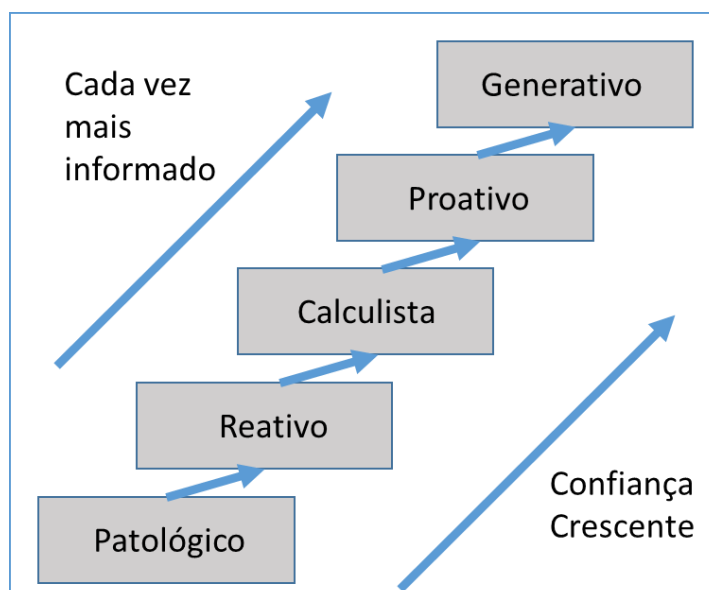 Cada vez
mais
informado
Generativo
Proativo
Calculista
Reativo
Patológico
Confiança
Crescente